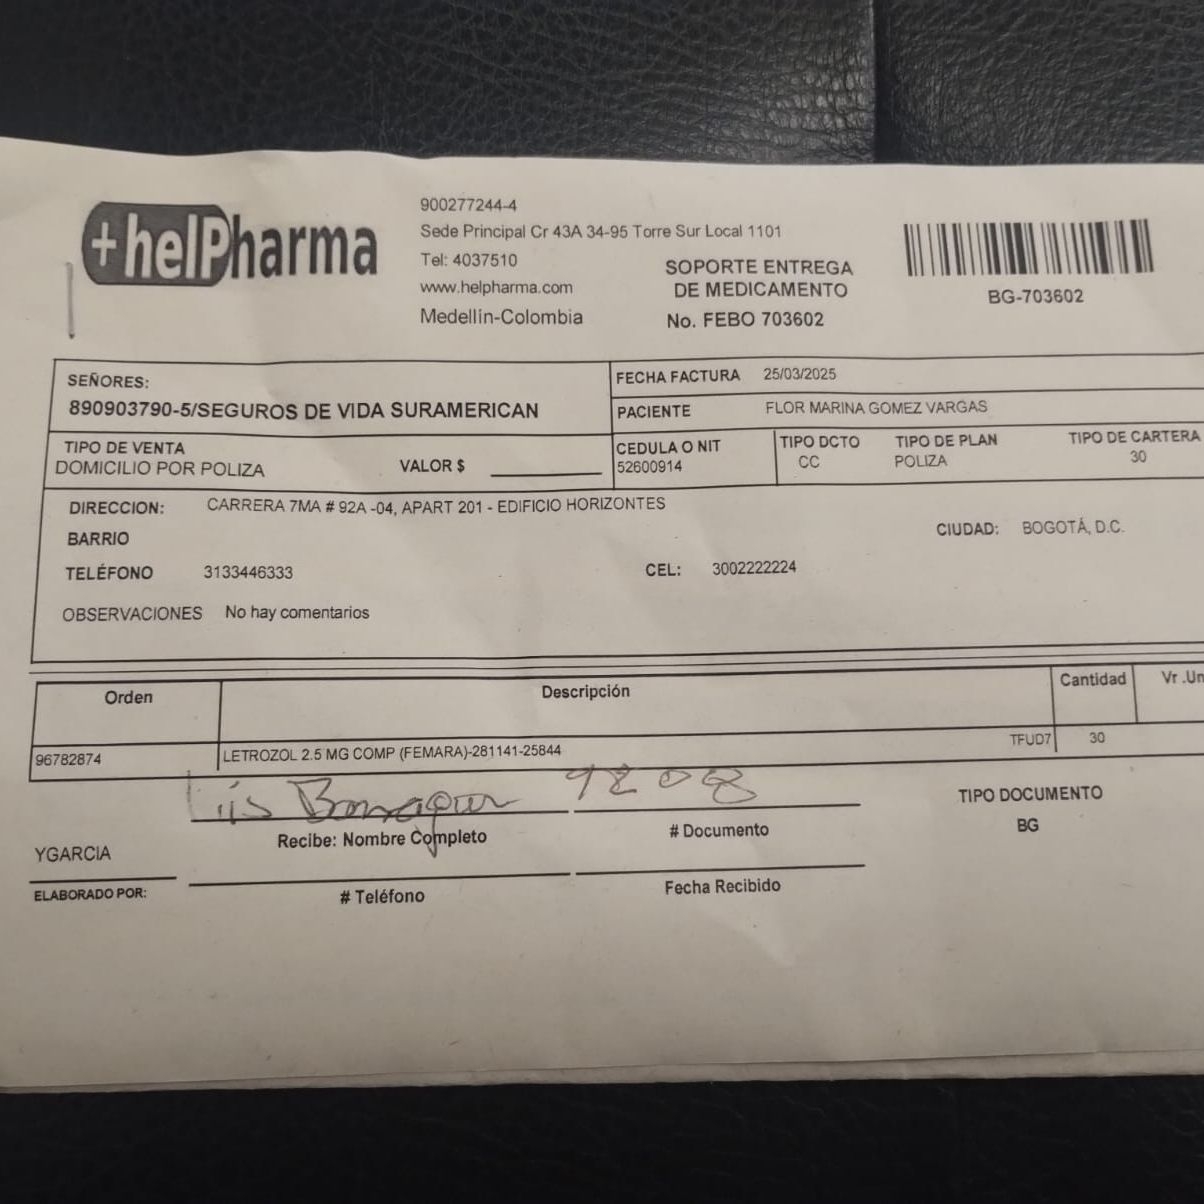 +helPharma
900277244-4
Sede Principal Cr 43A 34-95 Torre Sur Local 1101
Tel: 4037510
www.helpharma.com
Medellín-Colombia
SOPORTE ENTREGA
DE MEDICAMENTO
No. FEBO 703602
BG-703602
SEÑORES:
890903790-5/SEGUROS DE VIDA SURAMERICAN
FECHA FACTURA 25/03/2025
PACIENTE FLOR MARINA GOMEZ VARGAS
TIPO DE VENTA
DOMICILIO POR POLIZA
VALOR $
CEDULA O NIT
52600914
TIPO DCTO
CC
TIPO DE PLAN
POLIZA
TIPO DE CARTERA
30
DIRECCION: CARRERA 7MA # 92A -04, APART 201 - EDIFICIO HORIZONTES
BARRIO
CIUDAD: BOGOTÁ, D.C.
TELÉFONO 3133446333
CEL: 3002222224
OBSERVACIONES No hay comentarios
Orden Descripción Cantidad Vr .Un
96782874 LETROZOL 2.5 MG COMP (FEMARA)-281141-25844 TFUD7 30
Luis 98208
Recibe: Nombre Completo
# Documento
TIPO DOCUMENTO
BG
YGARCIA
ELABORADO POR:
# Teléfono
Fecha Recibido